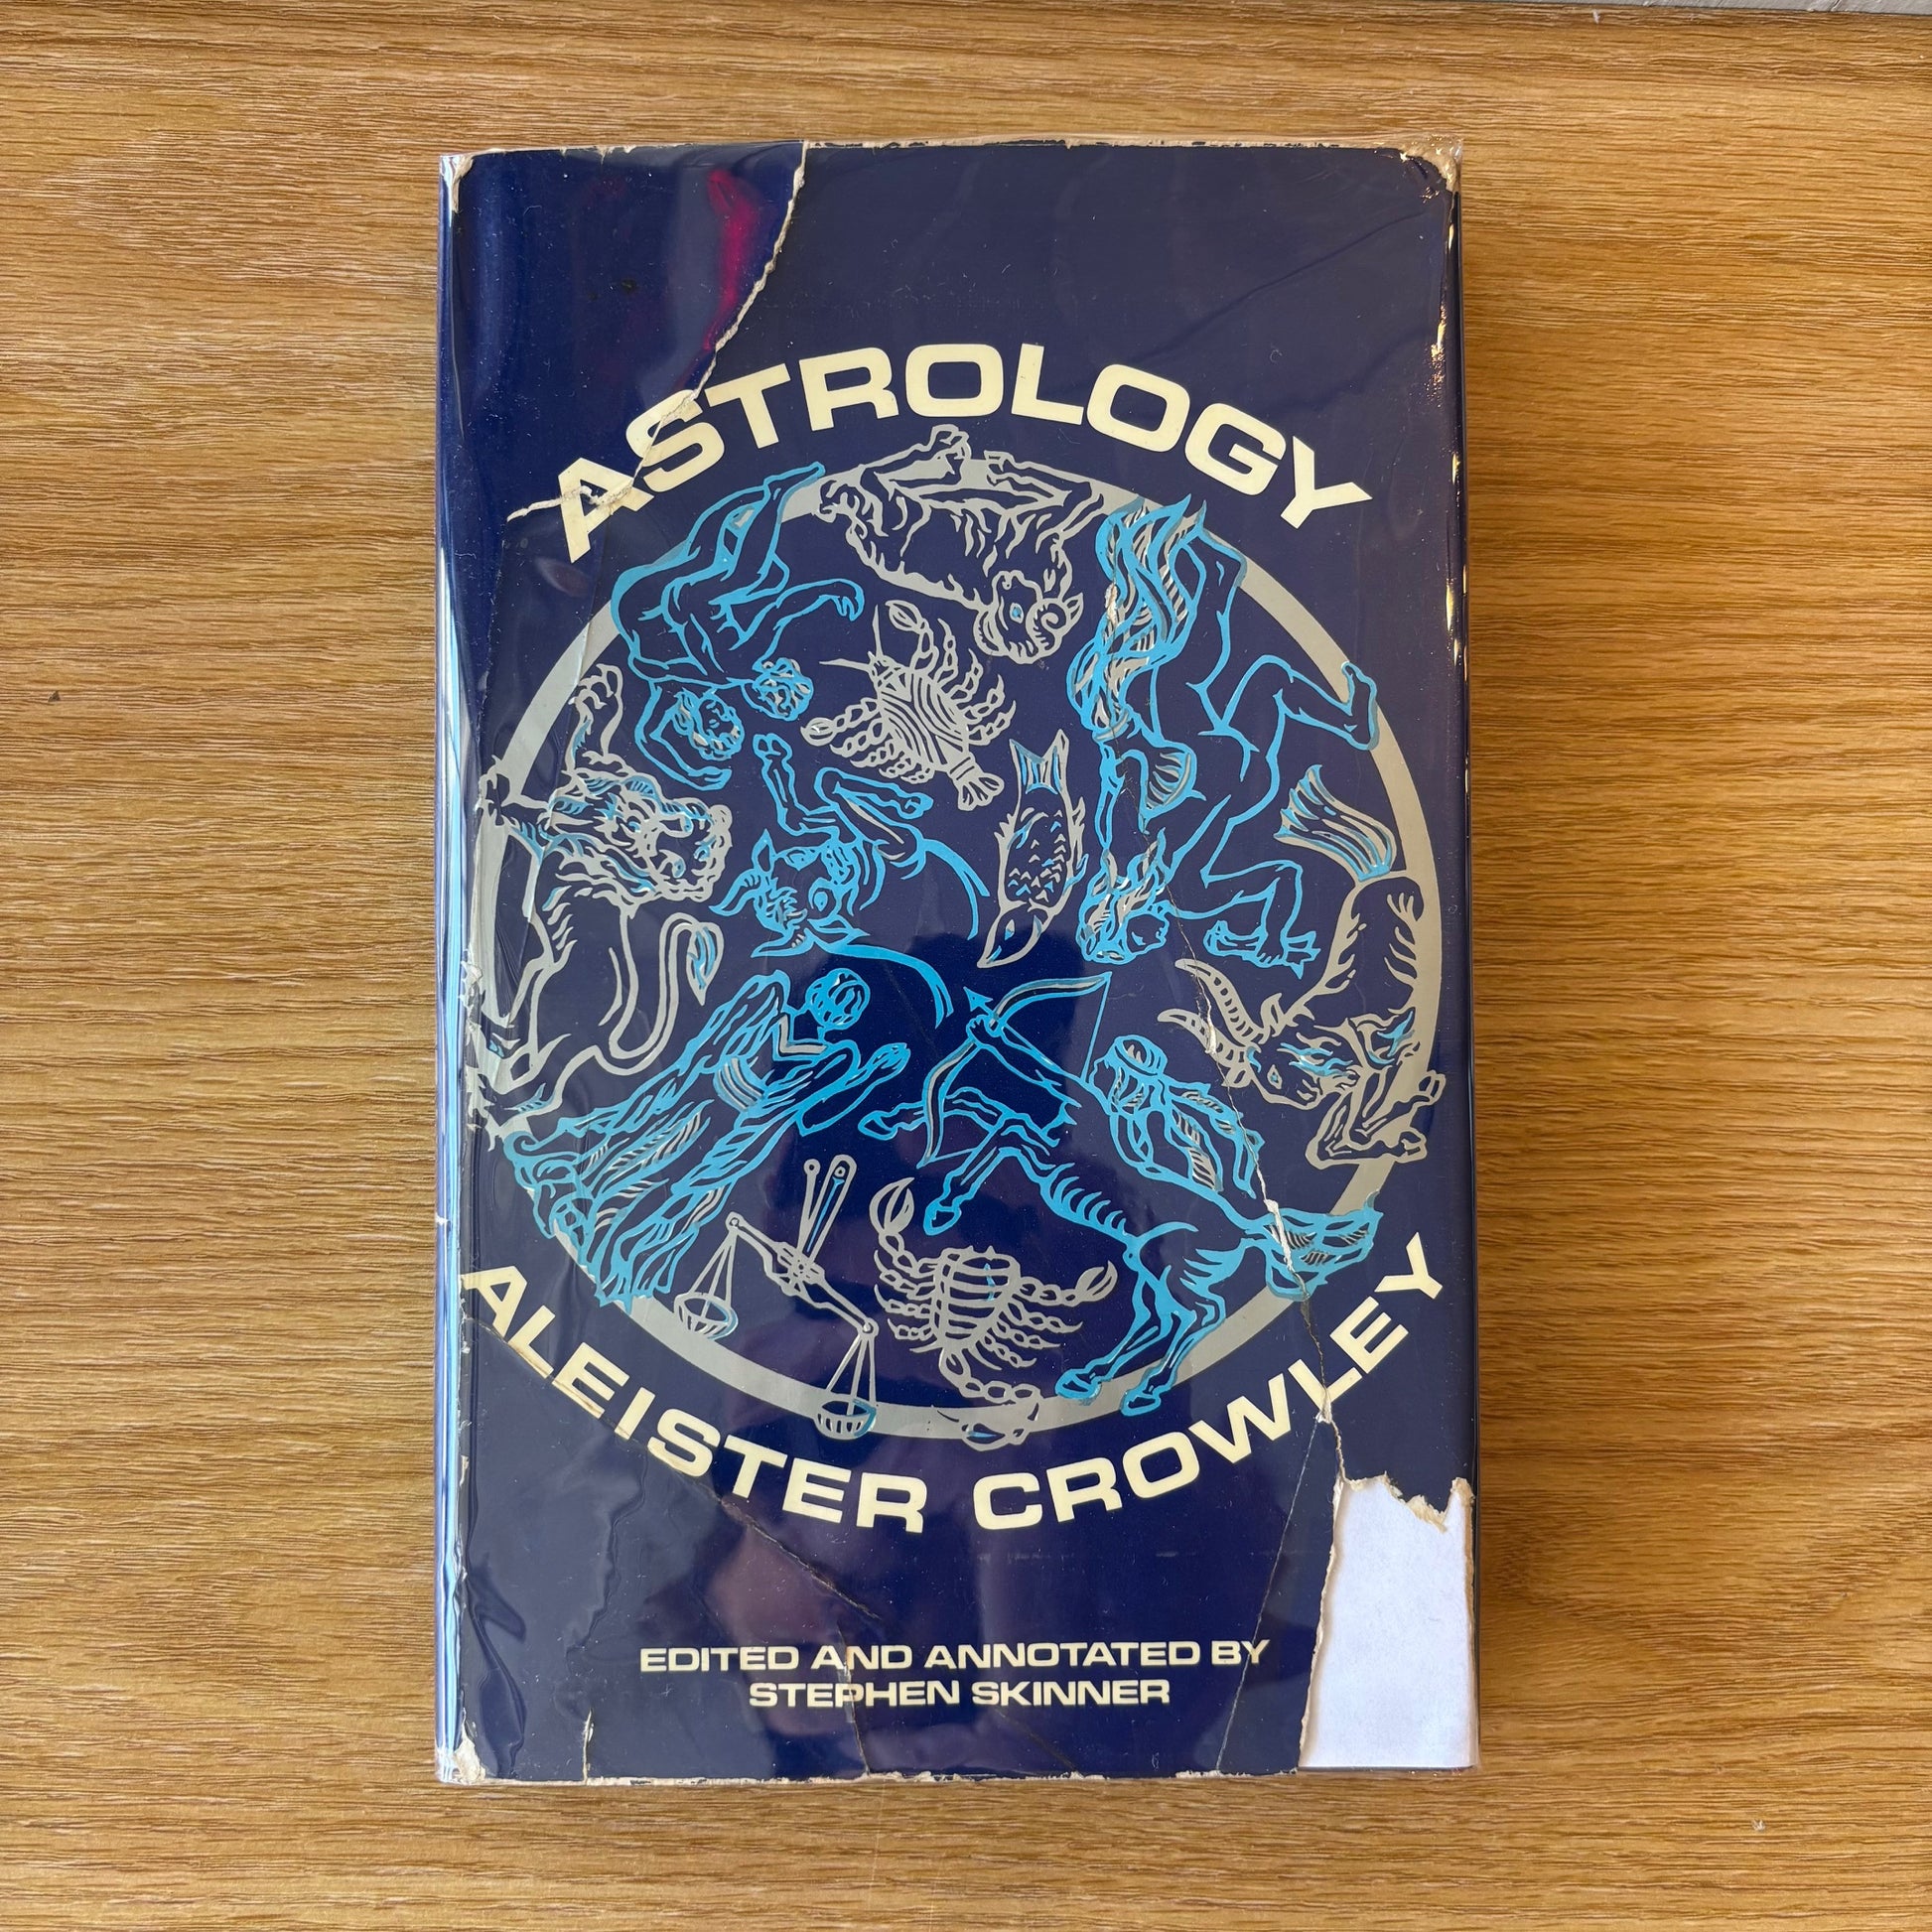 ASTROLOGY
ALEISTER CROWLEY
EDITED AND ANNOTATED BY
STEPHEN SKINNER